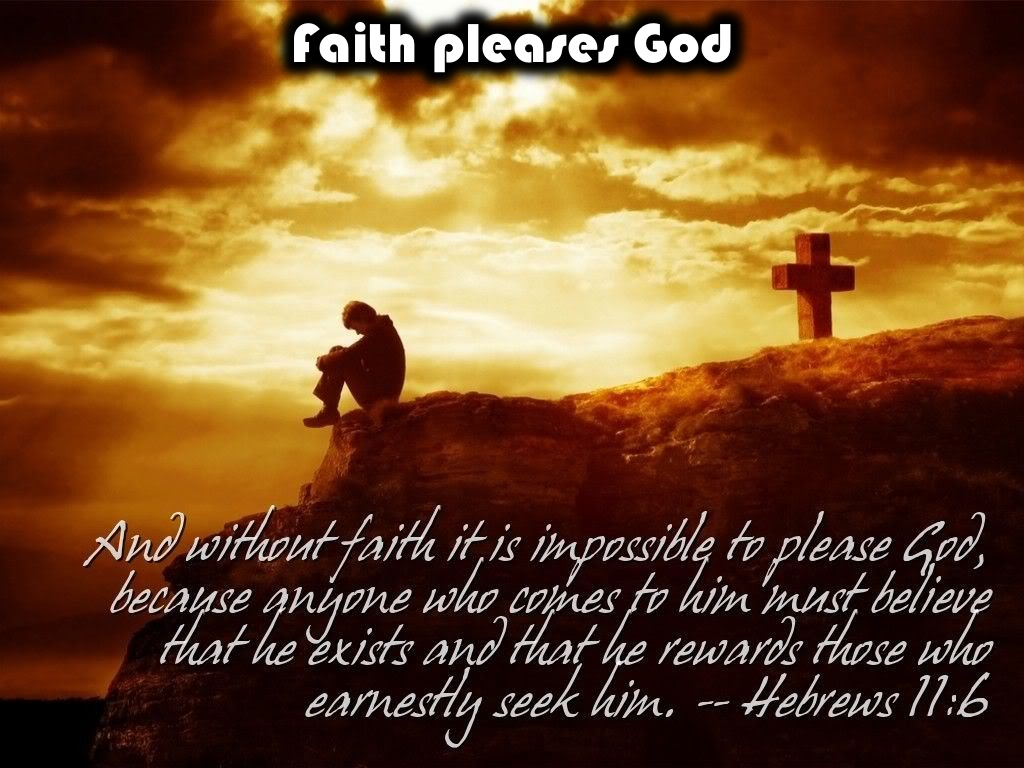 Faith pleases God
And without faith it is impossible to please God,
because anyone who comes to him must believe
that he exists and that he rewards those who
earnestly seek him. -- Hebrews 11:6